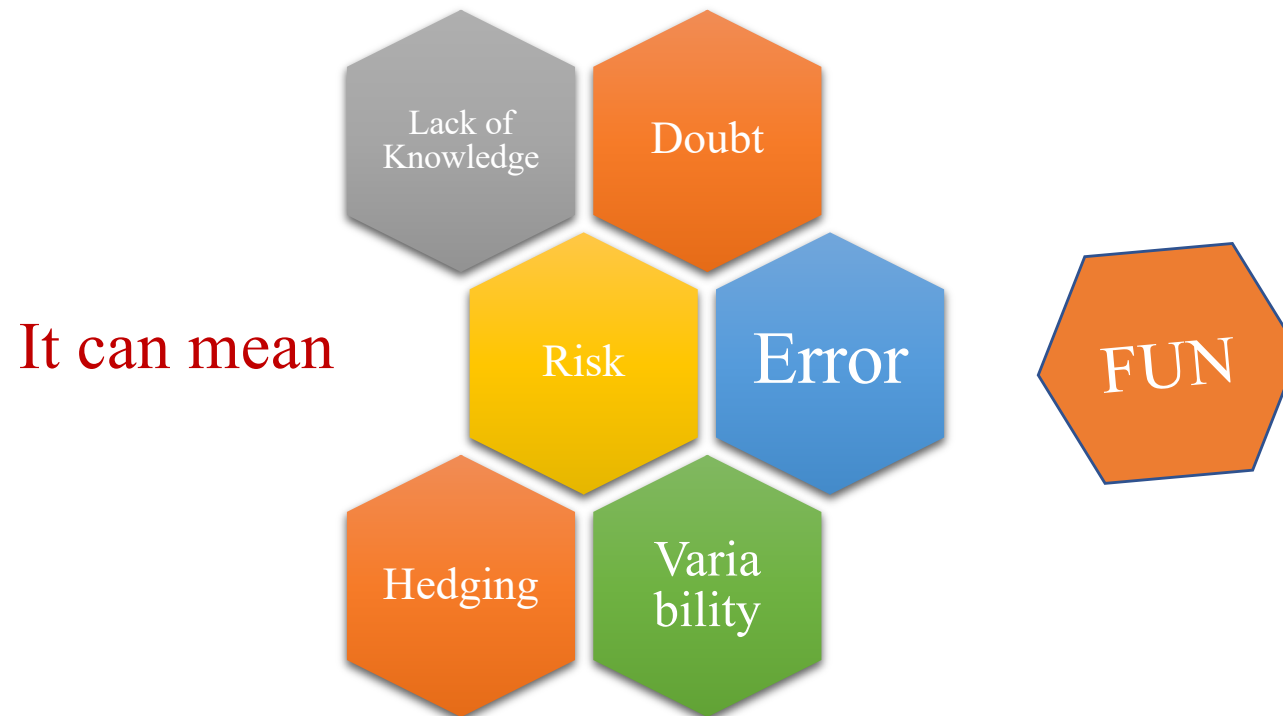 Lack of
Knowledge
Doubt
It can mean
Risk
Error
FUN
Hedging
Varia
bility